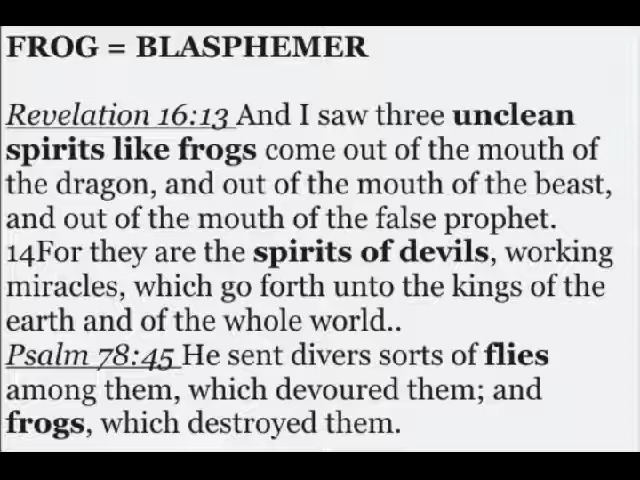 FROG = BLASPHEMER
Revelation 16:13 And I saw three unclean
spirits like frogs come out of the mouth of
the dragon, and out of the mouth of the beast,
and out of the mouth of the false prophet.
14For they are the spirits of devils, working
miracles, which go forth unto the kings of the
earth and of the whole world..
Psalm 78:45 He sent divers sorts of flies
among them, which devoured them; and
frogs, which destroyed them.